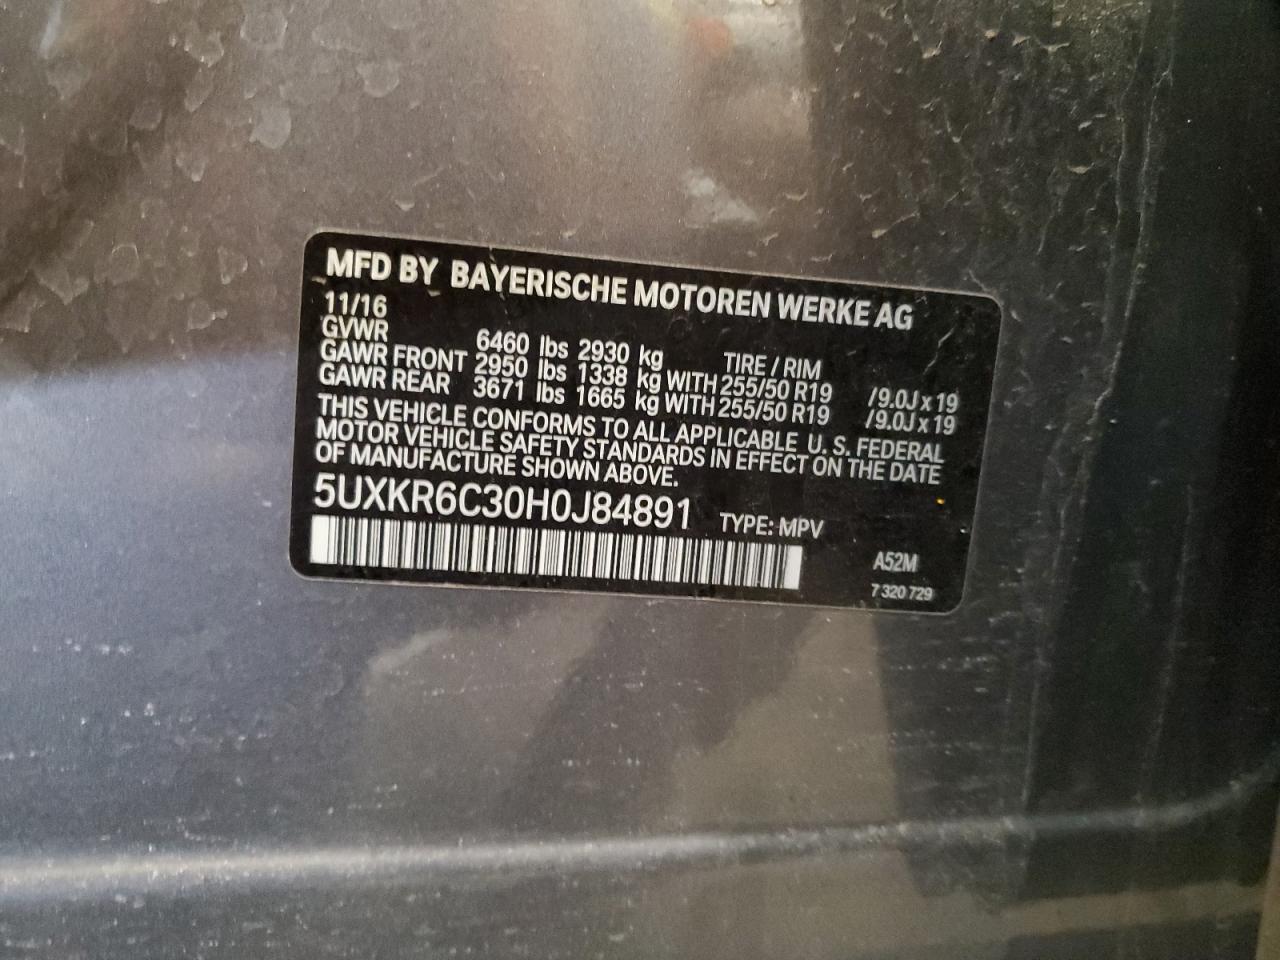 MFD BY BAYERISCHE MOTOREN WERKE AG
11/16
GVWR 6460 lbs 2930 kg TIRE / RIM
GAWR FRONT 2950 lbs 1338 kg WITH 255/50 R19 /9.0J x 19
GAWR REAR 3671 lbs 1665 kg WITH 255/50 R19 /9.0J x 19
THIS VEHICLE CONFORMS TO ALL APPLICABLE U. S. FEDERAL
MOTOR VEHICLE SAFETY STANDARDS IN EFFECT ON THE DATE
OF MANUFACTURE SHOWN ABOVE.
5UXKR6C30H0J84891 TYPE: MPV
A52M
7 320 729